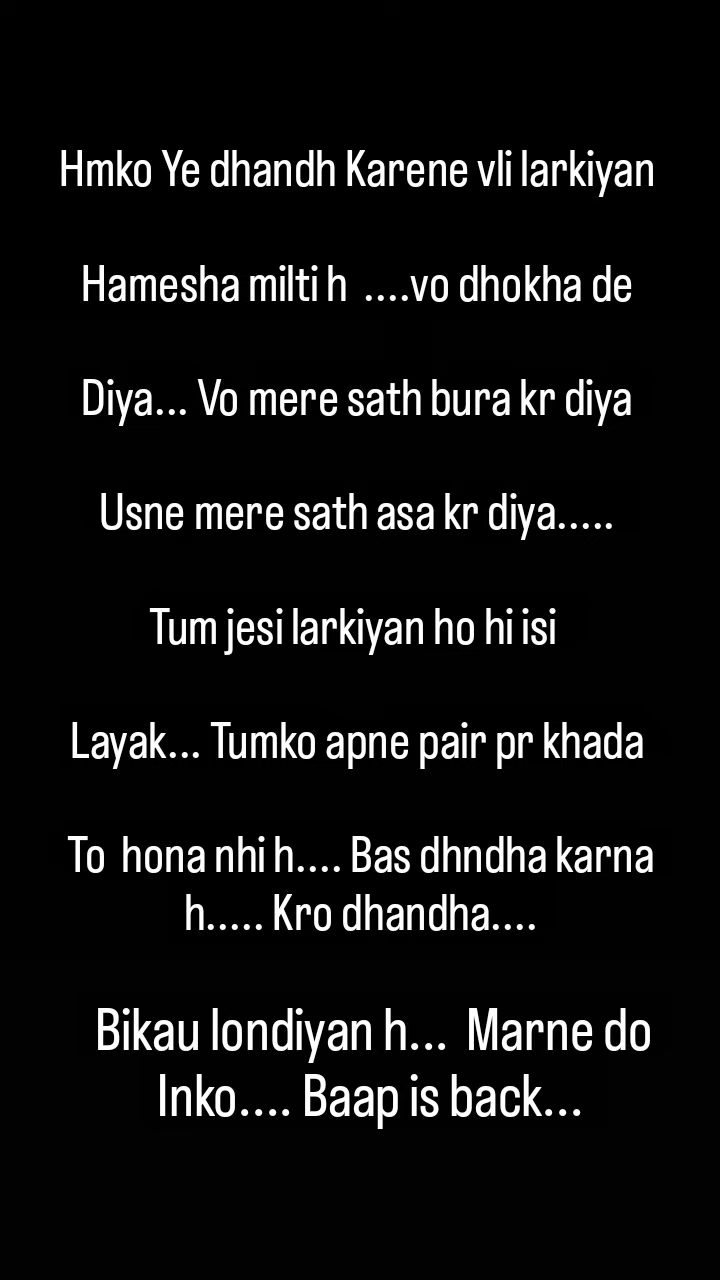 Hmko Ye dhandh Karene vli larkiyan
Hamesha milti h ....vo dhokha de
Diya... Vo mere sath bura kr diya
Usne mere sath asa kr diya.....
Tum jesi larkiyan ho hi isi
Layak... Tumko apne pair pr khada
To hona nhi h.... Bas dhndha karna
h..... Kro dhandha....
Bikau londiyan h... Marne do
Inko.... Baap is back...